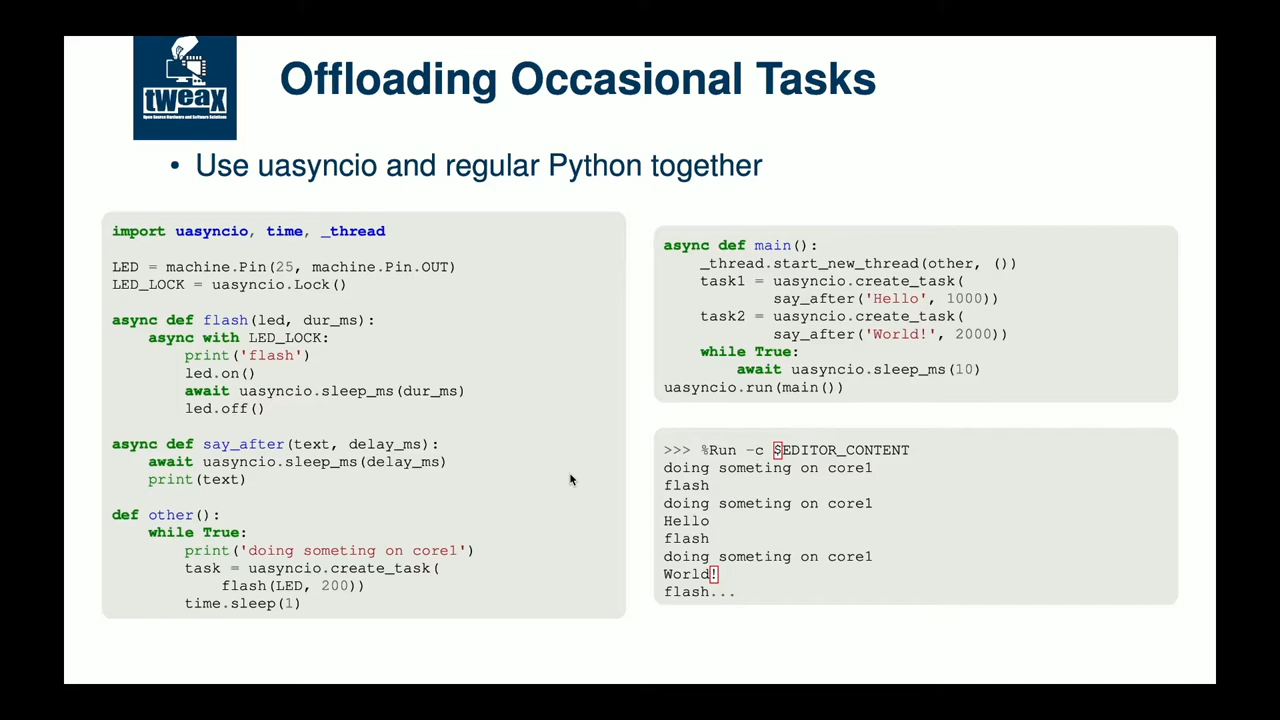 tweax
Open Source Hardware and Software Solutions
Offloading Occasional Tasks
• Use uasyncio and regular Python together
import uasyncio, time, _thread
LED = machine.Pin(25, machine.Pin.OUT)
LED_LOCK = uasyncio.Lock()
async def flash(led, dur_ms):
    async with LED_LOCK:
        print('flash')
        led.on()
        await uasyncio.sleep_ms(dur_ms)
        led.off()
async def say_after(text, delay_ms):
    await uasyncio.sleep_ms(delay_ms)
    print(text)
def other():
    while True:
        print('doing someting on core1')
        task = uasyncio.create_task(
            flash(LED, 200))
        time.sleep(1)
async def main():
    _thread.start_new_thread(other, ())
    task1 = uasyncio.create_task(
            say_after('Hello', 1000))
    task2 = uasyncio.create_task(
            say_after('World!', 2000))
    while True:
        await uasyncio.sleep_ms(10)
uasyncio.run(main())
>>> %Run -c $EDITOR_CONTENT
doing someting on core1
flash
doing someting on core1
Hello
flash
doing someting on core1
World!
flash...